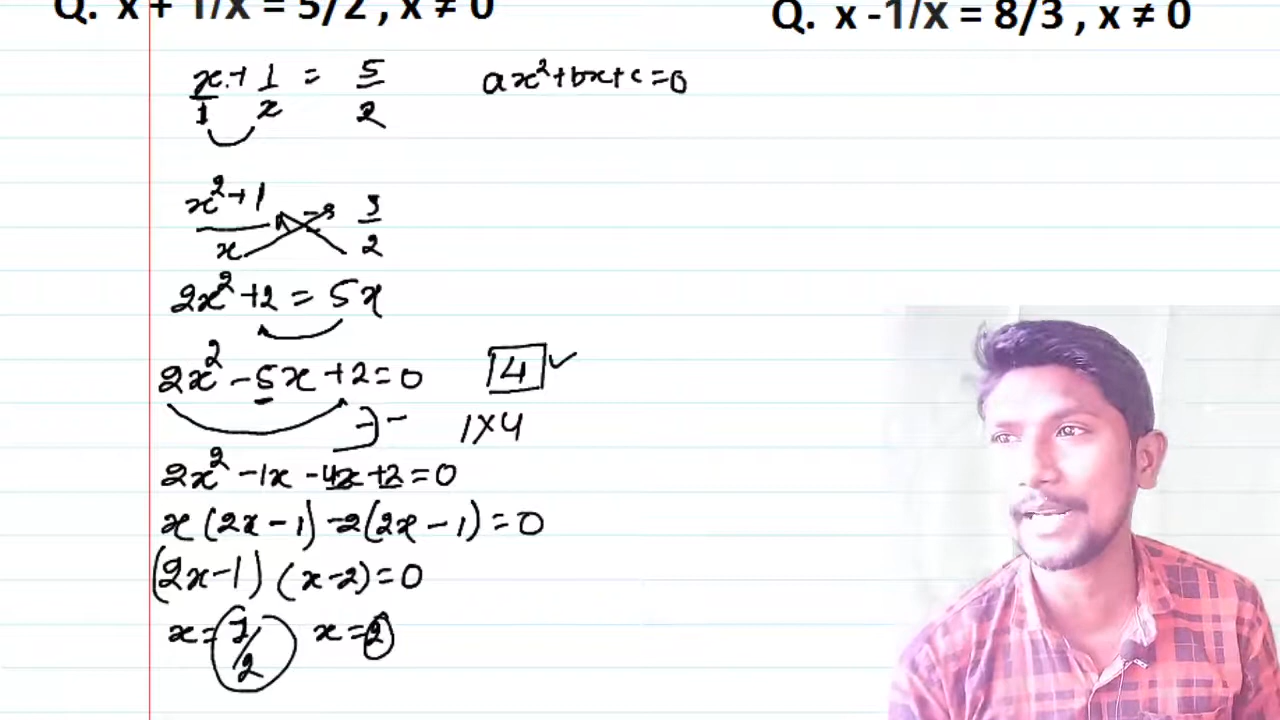 Q. x + 1/x = 5/2 , x ≠ 0
x/1 + 1/x = 5/2
x²+1/x = 5/2
2x² +2 = 5x
2x² - 5x +2 = 0
2x² -1x -4x +2 = 0
x (2x - 1) -2(2x - 1) = 0
(2x-1) (x-2) = 0
x = 1/2 x = 2
ax²+bx+c=0
4 ✓
1×4
Q. x -1/x = 8/3 , x ≠ 0